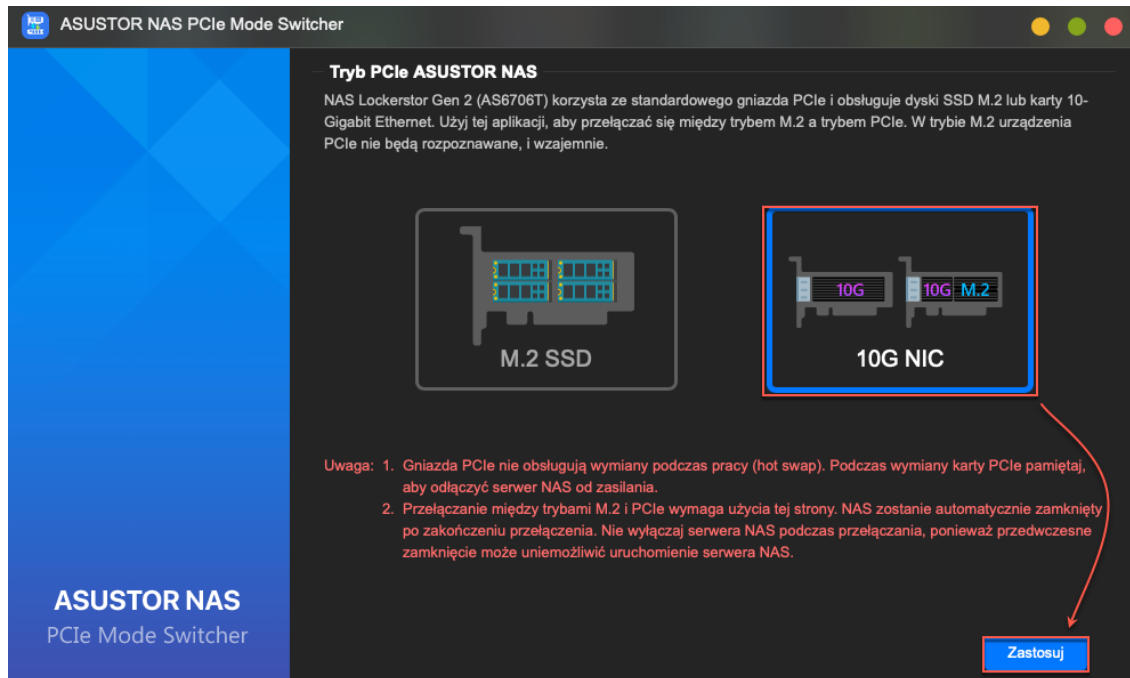 ASUSTOR NAS PCIe Mode Switcher
Tryb PCIe ASUSTOR NAS
NAS Lockerstor Gen 2 (AS6706T) korzysta ze standardowego gniazda PCIe i obsługuje dyski SSD M.2 lub karty 10-
Gigabit Ethernet. Użyj tej aplikacji, aby przełączać się między trybem M.2 a trybem PCIe. W trybie M.2 urządzenia
PCIe nie będą rozpoznawane, i wzajemnie.
M.2 SSD
10G
10G M.2
10G NIC
Uwaga: 1. Gniazda PCIe nie obsługują wymiany podczas pracy (hot swap). Podczas wymiany karty PCIe pamiętaj,
aby odłączyć serwer NAS od zasilania.
2. Przełączanie między trybami M.2 i PCIe wymaga użycia tej strony. NAS zostanie automatycznie zamknięty
po zakończeniu przełączenia. Nie wyłączaj serwera NAS podczas przełączania, ponieważ przedwczesne
zamknięcie może uniemożliwić uruchomienie serwera NAS.
ASUSTOR NAS
PCIe Mode Switcher
Zastosuj